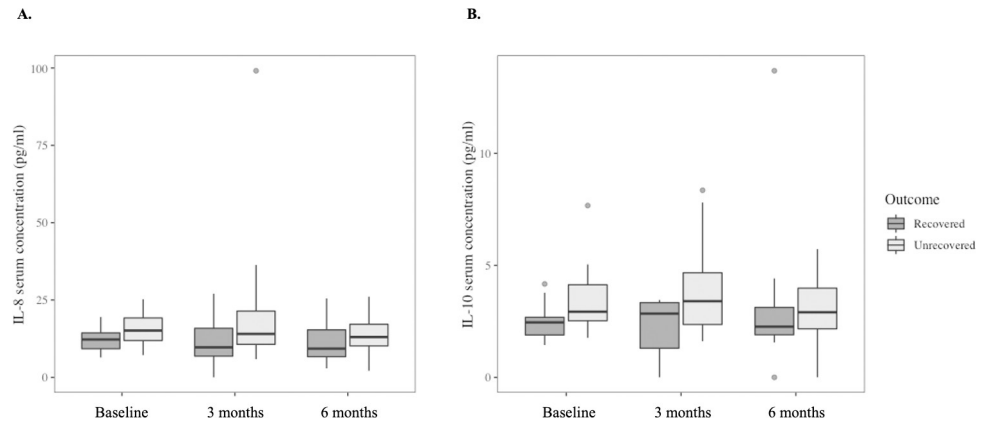 A.
IL-8 serum concentration (pg/ml)
100
75
50
25
0
Baseline 3 months 6 months
B.
IL-10 serum concentration (pg/ml)
10
5
0
Baseline 3 months 6 months
Outcome
Recovered
Unrecovered